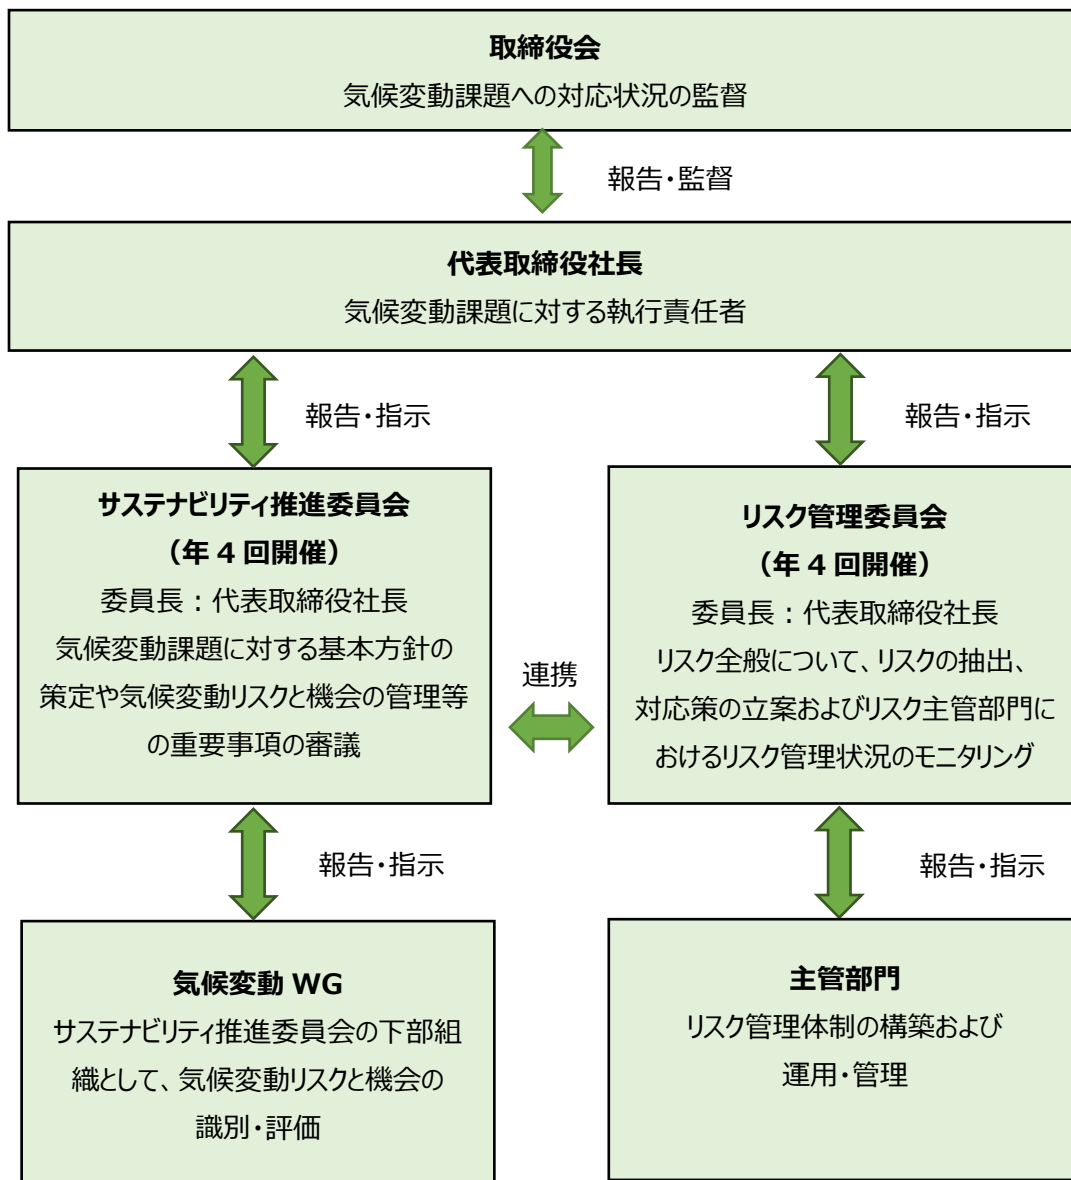 取締役会
気候変動課題への対応状況の監督
報告・監督
代表取締役社長
気候変動課題に対する執行責任者
報告・指示
報告・指示
サステナビリティ推進委員会
（年 4 回開催）
委員長：代表取締役社長
気候変動課題に対する基本方針の
策定や気候変動リスクと機会の管理等
の重要事項の審議
連携
リスク管理委員会
（年 4 回開催）
委員長：代表取締役社長
リスク全般について、リスクの抽出、
対応策の立案およびリスク主管部門に
おけるリスク管理状況のモニタリング
報告・指示
報告・指示
気候変動 WG
サステナビリティ推進委員会の下部組
織として、気候変動リスクと機会の
識別・評価
主管部門
リスク管理体制の構築および
運用・管理